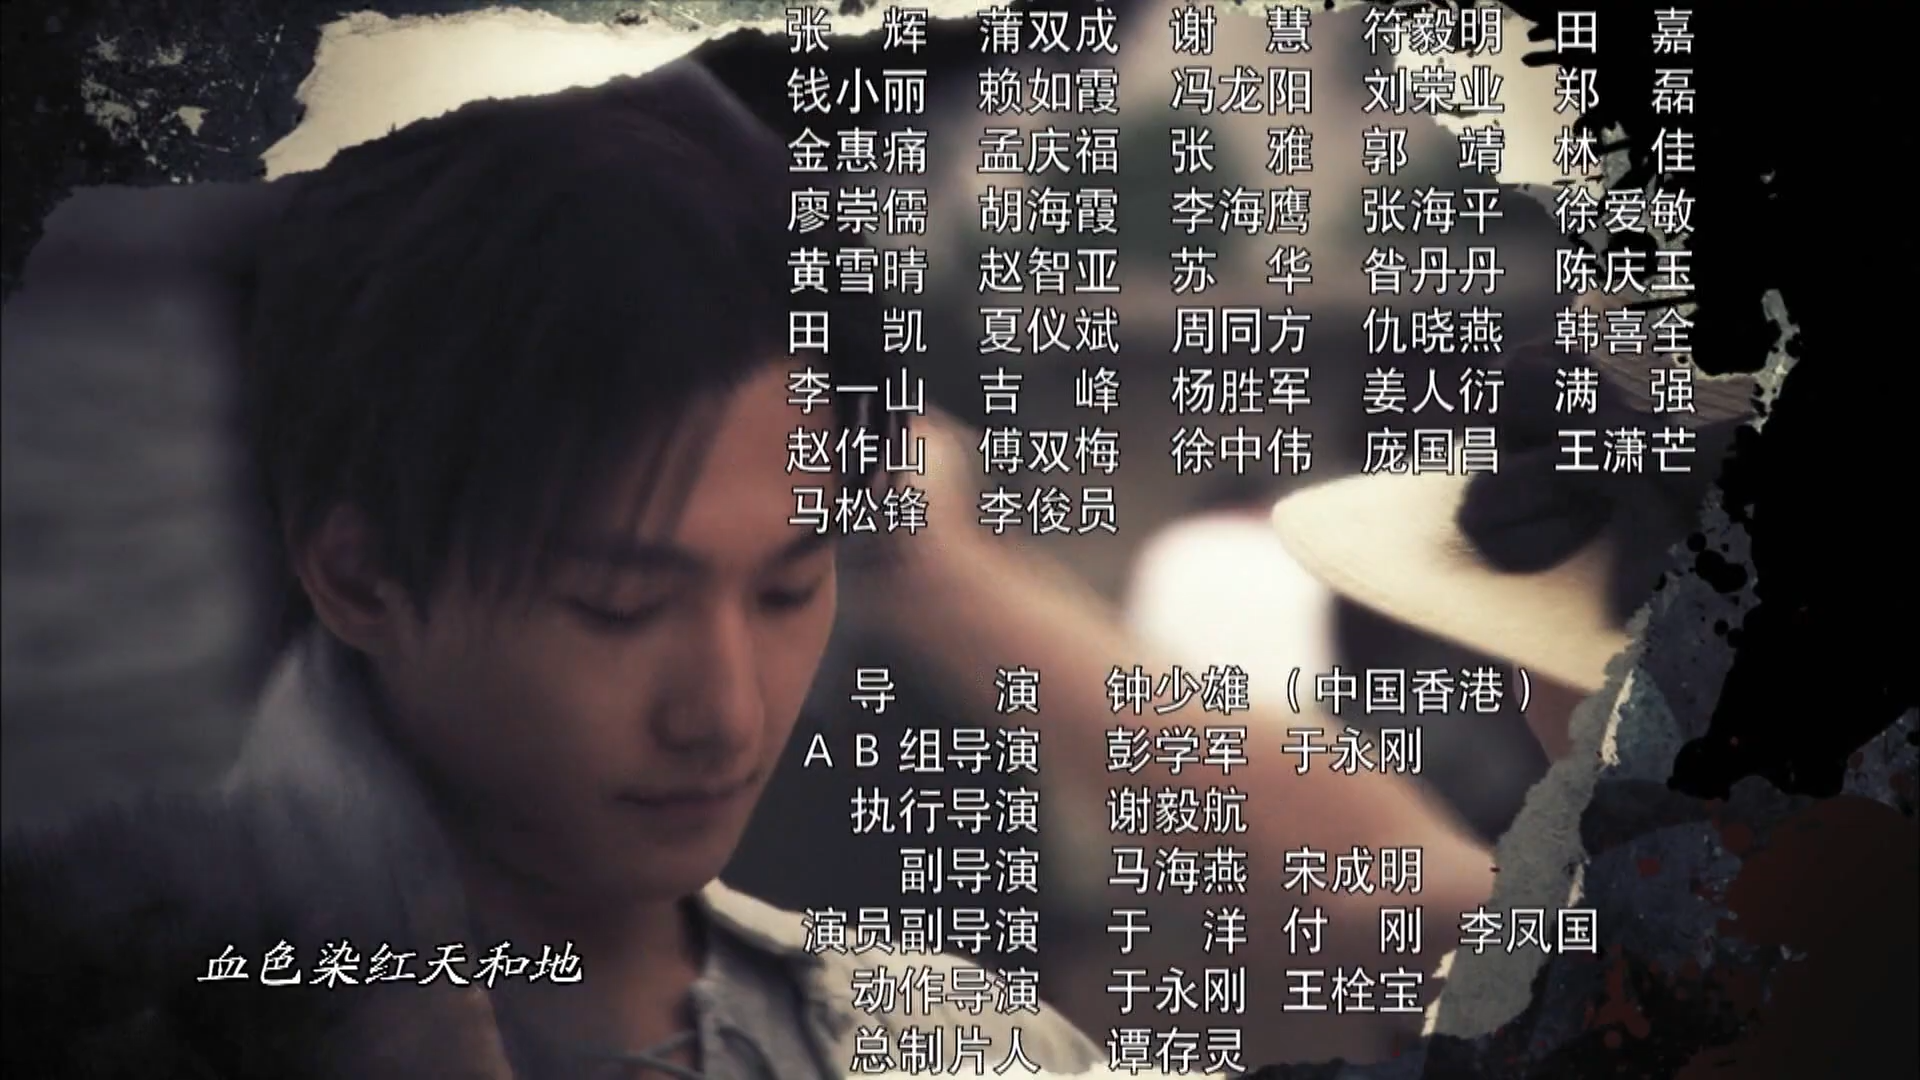 张　辉　蒲双成　谢　慧　符毅明　田　嘉
钱小丽　赖如霞　冯龙阳　刘荣业　郑　磊
金惠痛　孟庆福　张　雅　郭　靖　林　佳
廖崇儒　胡海霞　李海鹰　张海平　徐爱敏
黄雪晴　赵智亚　苏　华　昝丹丹　陈庆玉
田　凯　夏仪斌　周同方　仇晓燕　韩喜全
李一山　吉　峰　杨胜军　姜人衍　满　强
赵作山　傅双梅　徐中伟　庞国昌　王潇芒
马松锋　李俊员
导　演　钟少雄（中国香港）
AB组导演　彭学军　于永刚
执行导演　谢毅航
副导演　马海燕　宋成明
演员副导演　于　洋　付　刚　李凤国
动作导演　于永刚　王栓宝
总制片人　谭存灵
血色染红天和地